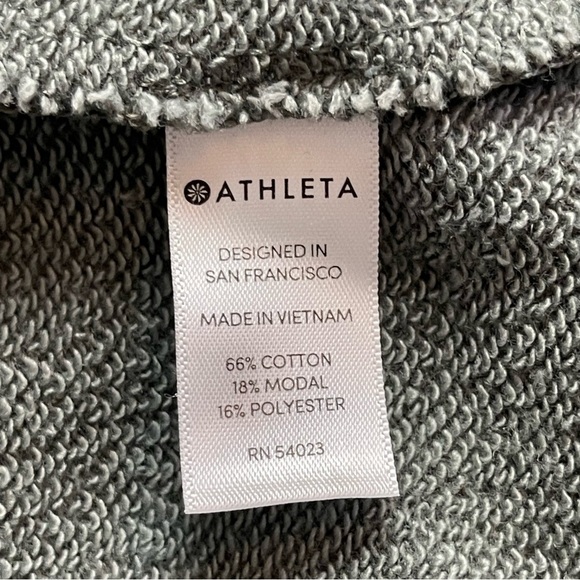 ATHLETA
DESIGNED IN
SAN FRANCISCO
MADE IN VIETNAM
66% COTTON
18% MODAL
16% POLYESTER
RN 54023